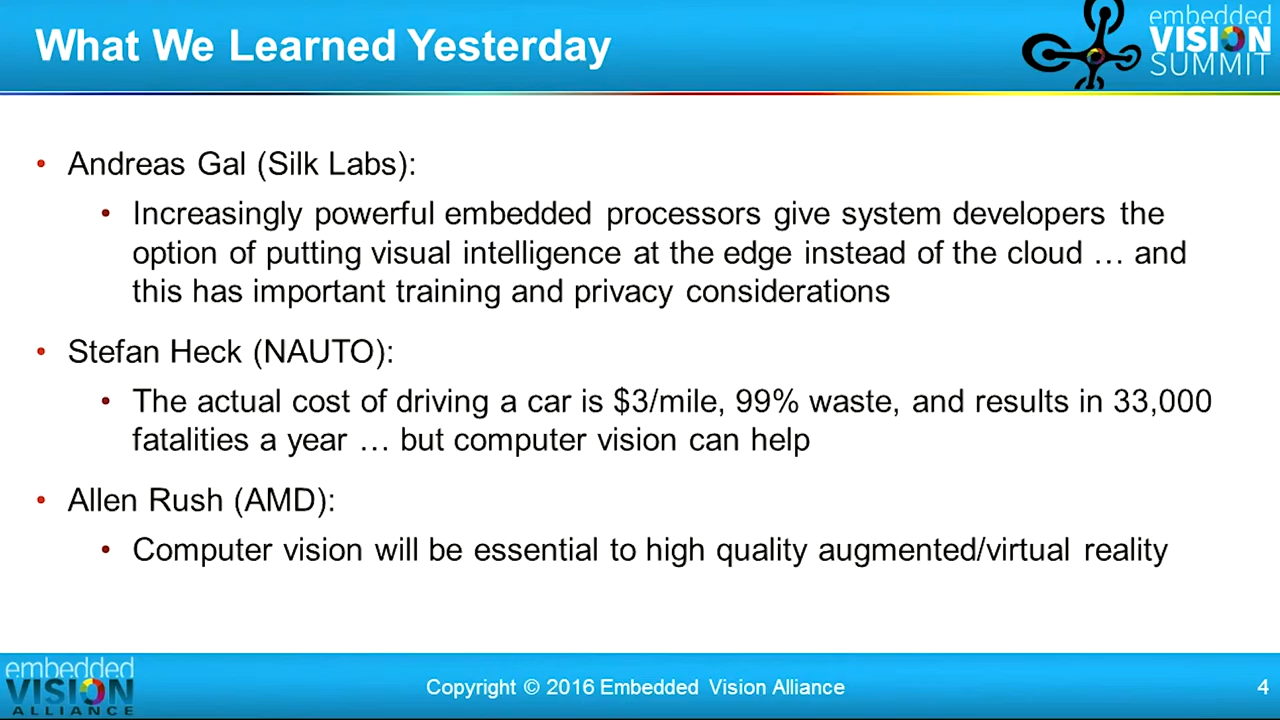 What We Learned Yesterday
embedded
VISION
SUMMIT
• Andreas Gal (Silk Labs):
• Increasingly powerful embedded processors give system developers the
option of putting visual intelligence at the edge instead of the cloud … and
this has important training and privacy considerations
• Stefan Heck (NAUTO):
• The actual cost of driving a car is $3/mile, 99% waste, and results in 33,000
fatalities a year … but computer vision can help
• Allen Rush (AMD):
• Computer vision will be essential to high quality augmented/virtual reality
embedded
VISION
ALLIANCE
Copyright © 2016 Embedded Vision Alliance
4